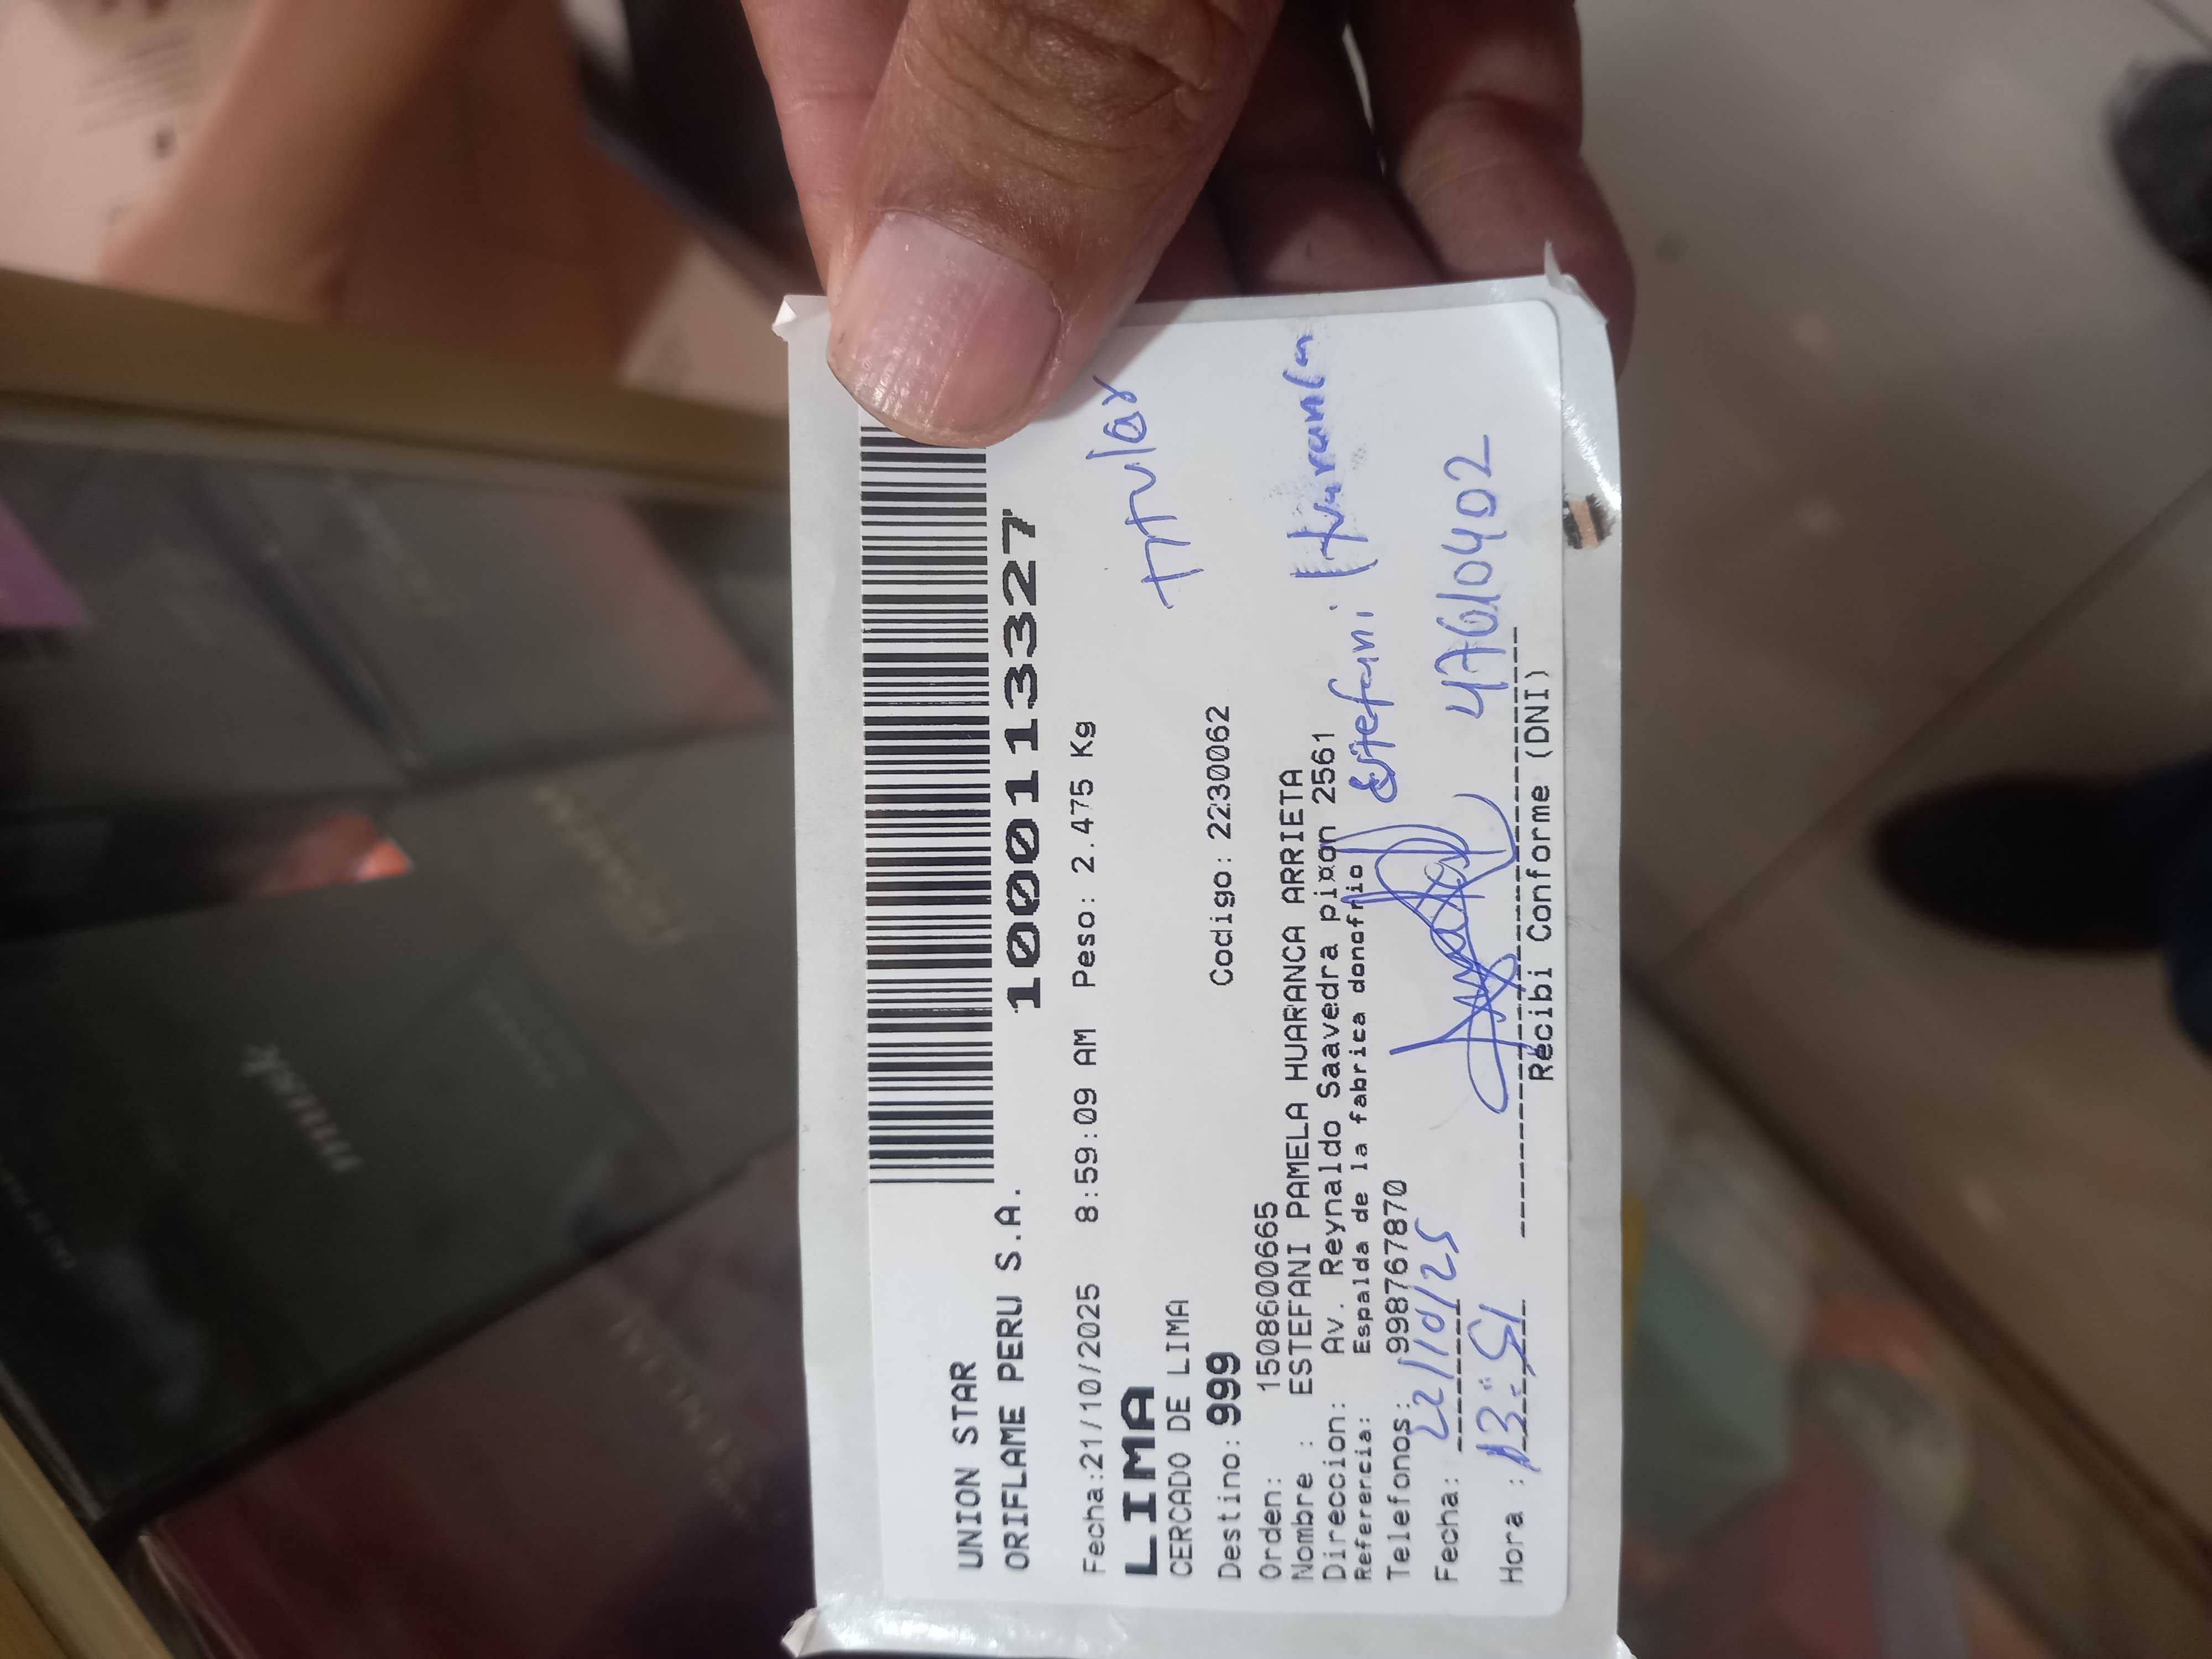 UNION STAR
ORIFLAME PERU S.A.
1000113327
Fecha:21/10/2025 8:59:09 AM Peso: 2.475 Kg
LIMA
TITular
CERCADO DE LIMA
Destino:999 Codigo:2230062
Orden: 1508600665
Nombre : ESTEFANI PAMELA HUARANCA ARRIETA
Direccion: Av. Reynaldo Saavedra piñon 2561
Referencia: Espalda de la fabrica donofrio
Estefani Huaranca
Telefonos: 998767870
Fecha: 22/10/25
47610402
Hora : 13:51
Recibi Conforme (DNI)
musk